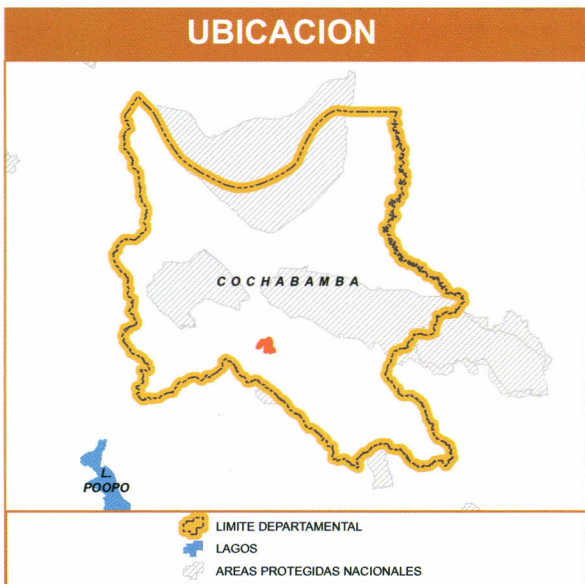 UBICACION
COCHABAMBA
L.
POOPO
LIMITE DEPARTAMENTAL
LAGOS
AREAS PROTEGIDAS NACIONALES